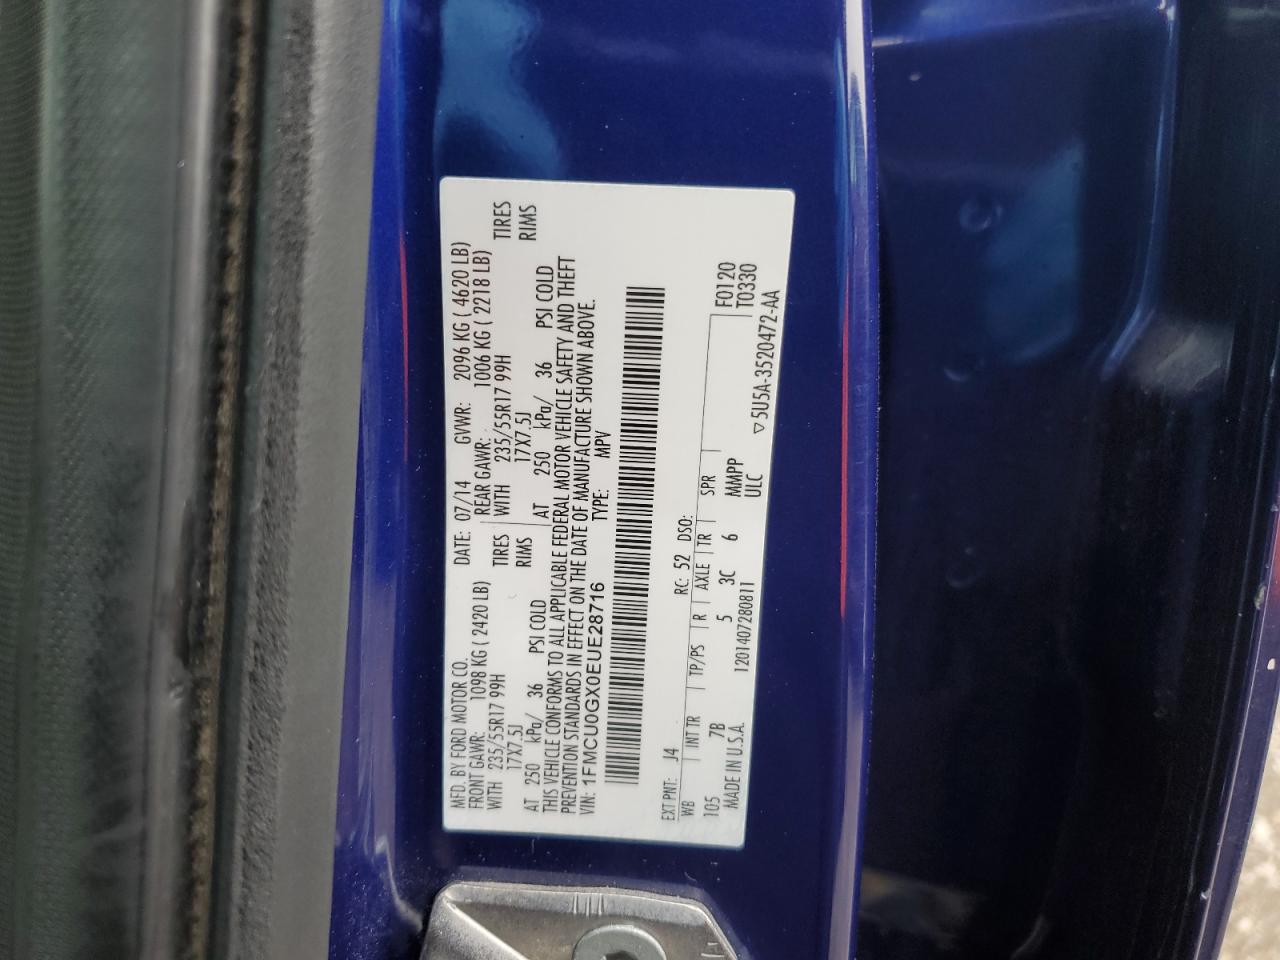 MFD. BY FORD MOTOR CO.
DATE: 07/14 GVWR: 2096 KG ( 4620 LB)
FRONT GAWR: 1098 KG ( 2420 LB) REAR GAWR: 1006 KG ( 2218 LB)
WITH 235/55R17 99H TIRES WITH 235/55R17 99H TIRES
17X7.5J RIMS 17X7.5J RIMS
AT 250 kPa/ 36 PSI COLD AT 250 kPa/ 36 PSI COLD
THIS VEHICLE CONFORMS TO ALL APPLICABLE FEDERAL MOTOR VEHICLE SAFETY AND THEFT
PREVENTION STANDARDS IN EFFECT ON THE DATE OF MANUFACTURE SHOWN ABOVE.
VIN: 1FMCU0GX0EUE28716 TYPE: MPV
EXT PNT: J4 RC: 52 DSO:
WB INT TR TP/PS R AXLE TR SPR F0120
105 7B 5 3C 6 MMPP T0330
MADE IN U.S.A. 1201407280811 ULC ▽5U5A-3520472-AA